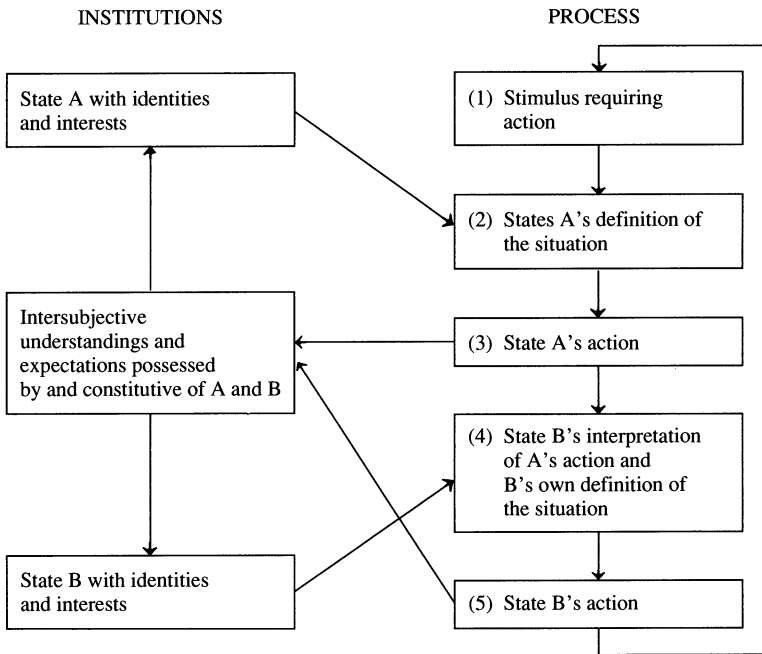 INSTITUTIONS
PROCESS
State A with identities
and interests
(1) Stimulus requiring
action
(2) States A's definition of
the situation
Intersubjective
understandings and
expectations possessed
by and constitutive of A and B
(3) State A's action
(4) State B's interpretation
of A's action and
B's own definition of
the situation
State B with identities
and interests
(5) State B's action